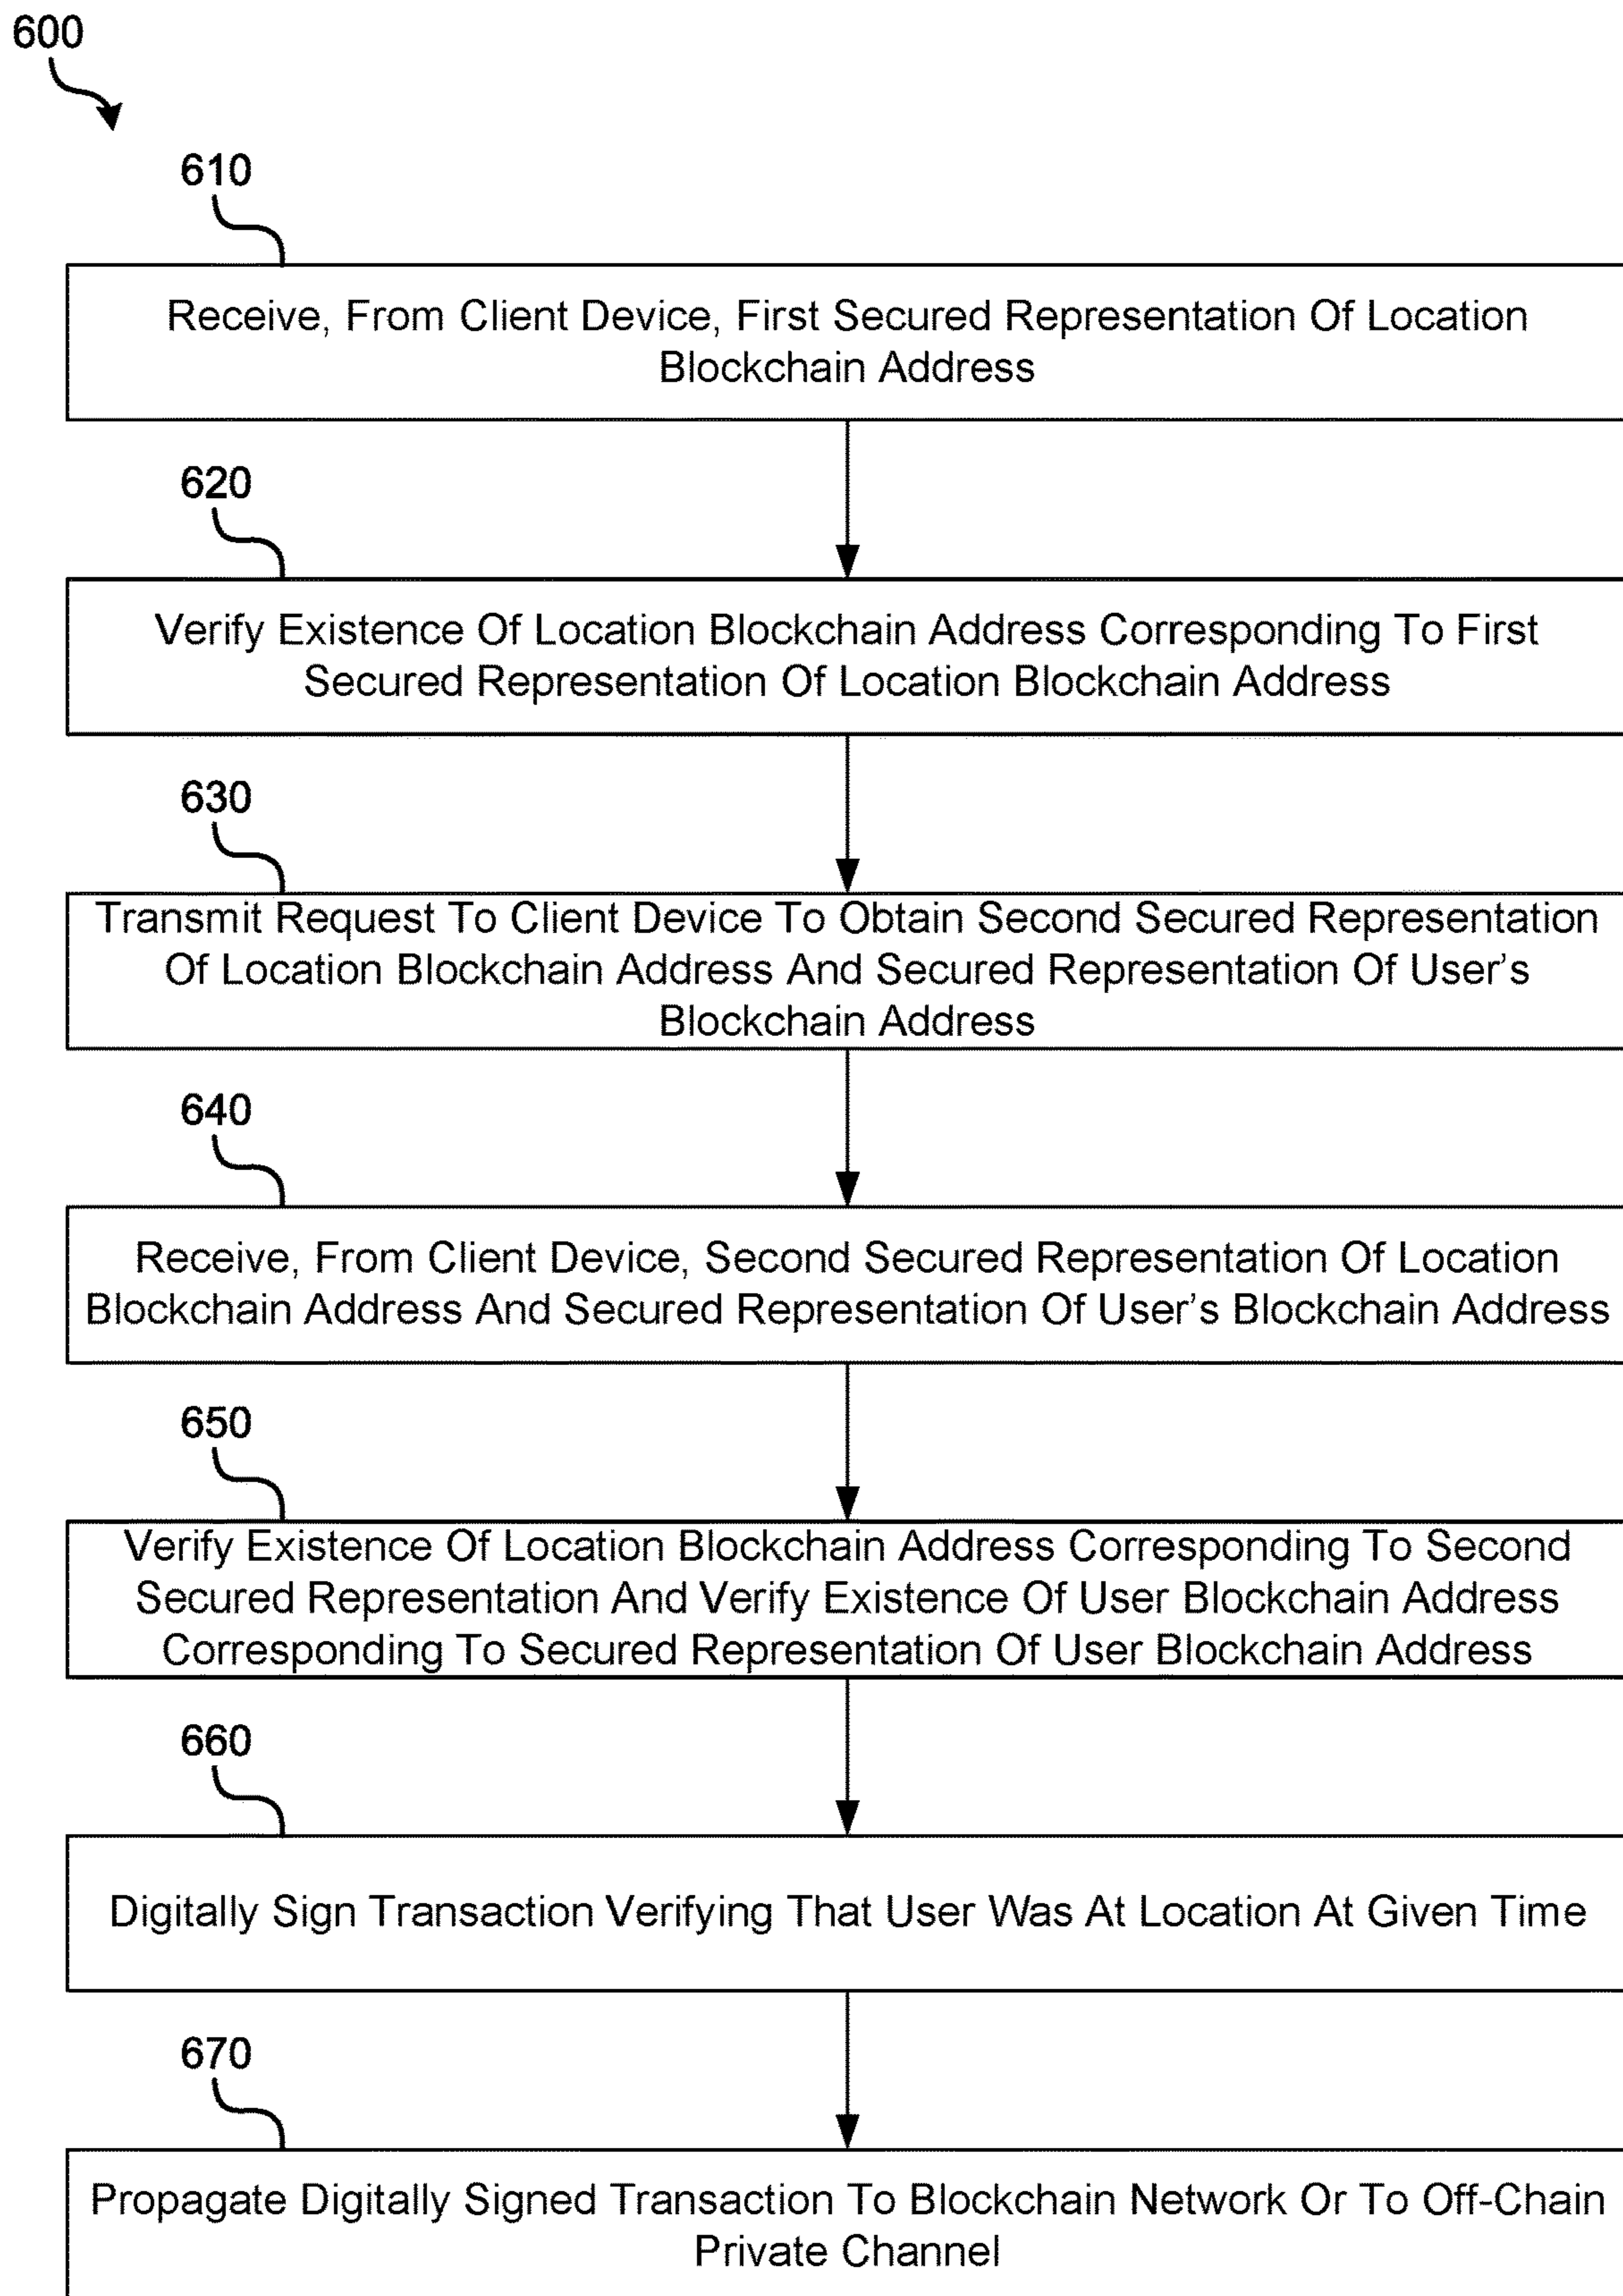 600
610
Receive, From Client Device, First Secured Representation Of Location
Blockchain Address
620
Verify Existence Of Location Blockchain Address Corresponding To First
Secured Representation Of Location Blockchain Address
630
Transmit Request To Client Device To Obtain Second Secured Representation
Of Location Blockchain Address And Secured Representation Of User's
Blockchain Address
640
Receive, From Client Device, Second Secured Representation Of Location
Blockchain Address And Secured Representation Of User's Blockchain Address
650
Verify Existence Of Location Blockchain Address Corresponding To Second
Secured Representation And Verify Existence Of User Blockchain Address
Corresponding To Secured Representation Of User Blockchain Address
660
Digitally Sign Transaction Verifying That User Was At Location At Given Time
670
Propagate Digitally Signed Transaction To Blockchain Network Or To Off-Chain
Private Channel